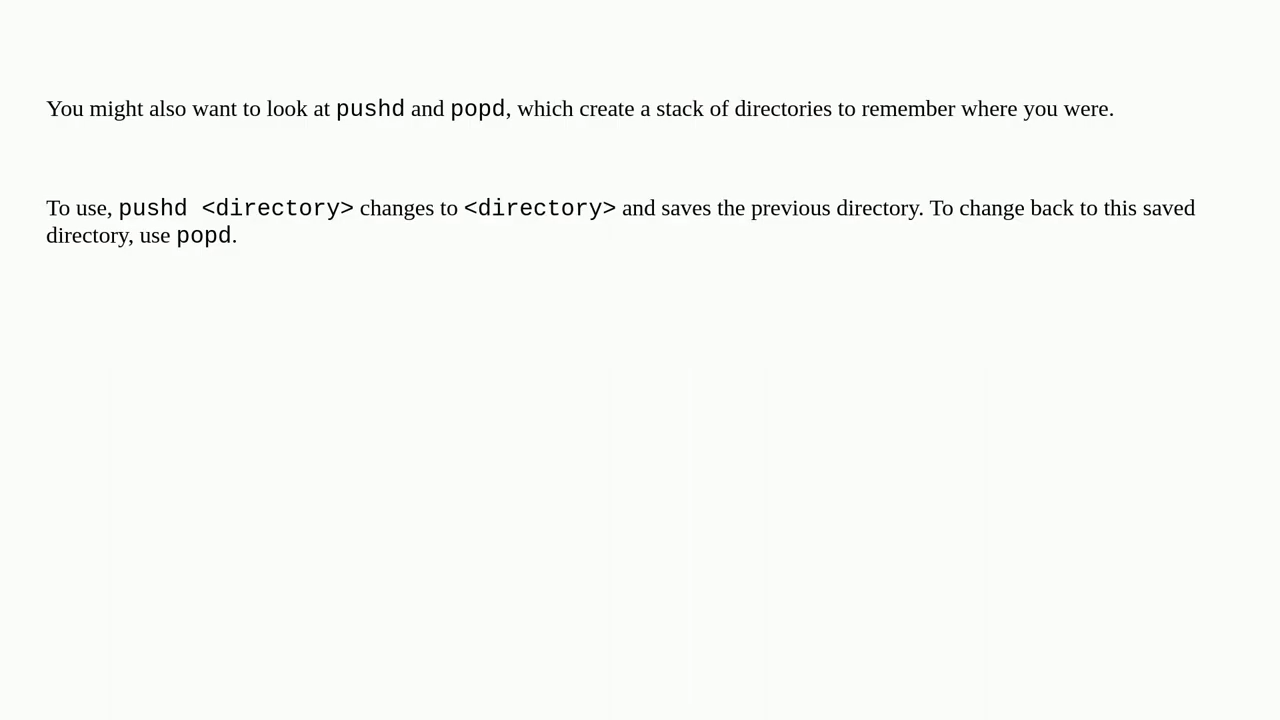 You might also want to look at pushd and popd, which create a stack of directories to remember where you were.
To use, pushd <directory> changes to <directory> and saves the previous directory. To change back to this saved
directory, use popd.